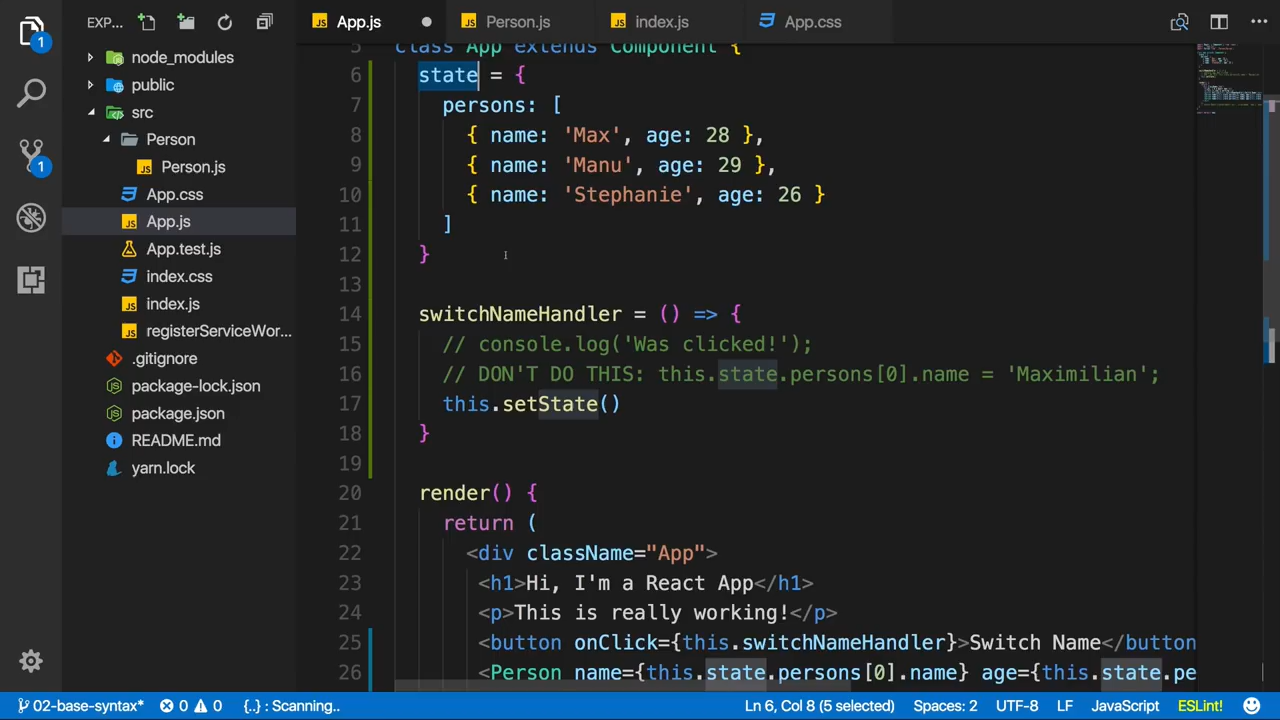 EXP...
App.js
Person.js
index.js
App.css
1
1
node_modules
public
src
Person
Person.js
App.css
App.js
App.test.js
index.css
index.js
registerServiceWor...
.gitignore
package-lock.json
package.json
README.md
yarn.lock
5 class App extends Component {
6 state = {
7 persons: [
8 { name: 'Max', age: 28 },
9 { name: 'Manu', age: 29 },
10 { name: 'Stephanie', age: 26 }
11 ]
12 }
13
14 switchNameHandler = () => {
15 // console.log('Was clicked!');
16 // DON'T DO THIS: this.state.persons[0].name = 'Maximilian';
17 this.setState()
18 }
19
20 render() {
21 return (
22 <div className="App">
23 <h1>Hi, I'm a React App</h1>
24 <p>This is really working!</p>
25 <button onClick={this.switchNameHandler}>Switch Name</button
26 <Person name={this.state.persons[0].name} age={this.state.pe
02-base-syntax* 0 0 {..} : Scanning.. Ln 6, Col 8 (5 selected) Spaces: 2 UTF-8 LF JavaScript ESLint!